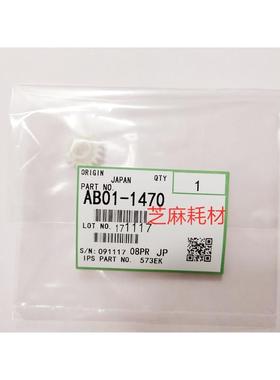 ORIGIN JAPAN QTY
PART NO. 1
AB01-1470
芝麻耗材
LOT NO. 171117
S/N: 091117 08PR JP
IPS PART NO. 573EK